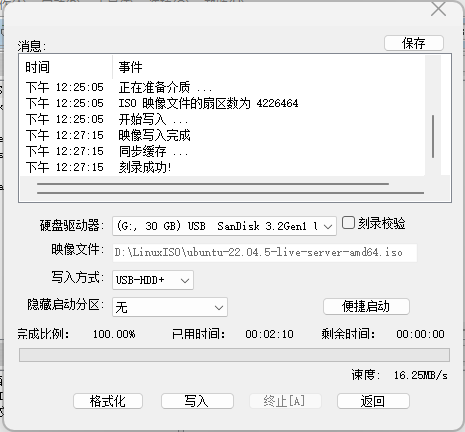 消息:
保存
时间 事件
下午 12:25:05 正在准备介质 ...
下午 12:25:05 ISO 映像文件的扇区数为 4226464
下午 12:25:05 开始写入 ...
下午 12:27:15 映像写入完成
下午 12:27:15 同步缓存 ...
下午 12:27:15 刻录成功!
硬盘驱动器: (G:, 30 GB) USB SanDisk 3.2Gen1 刻录校验
映像文件: D:\LinuxISO\ubuntu-22.04.5-live-server-amd64.iso
写入方式: USB-HDD+
隐藏启动分区: 无 便捷启动
完成比例: 100.00% 已用时间: 00:02:10 剩余时间: 00:00:00
速度: 16.25MB/s
格式化 写入 终止[A] 返回